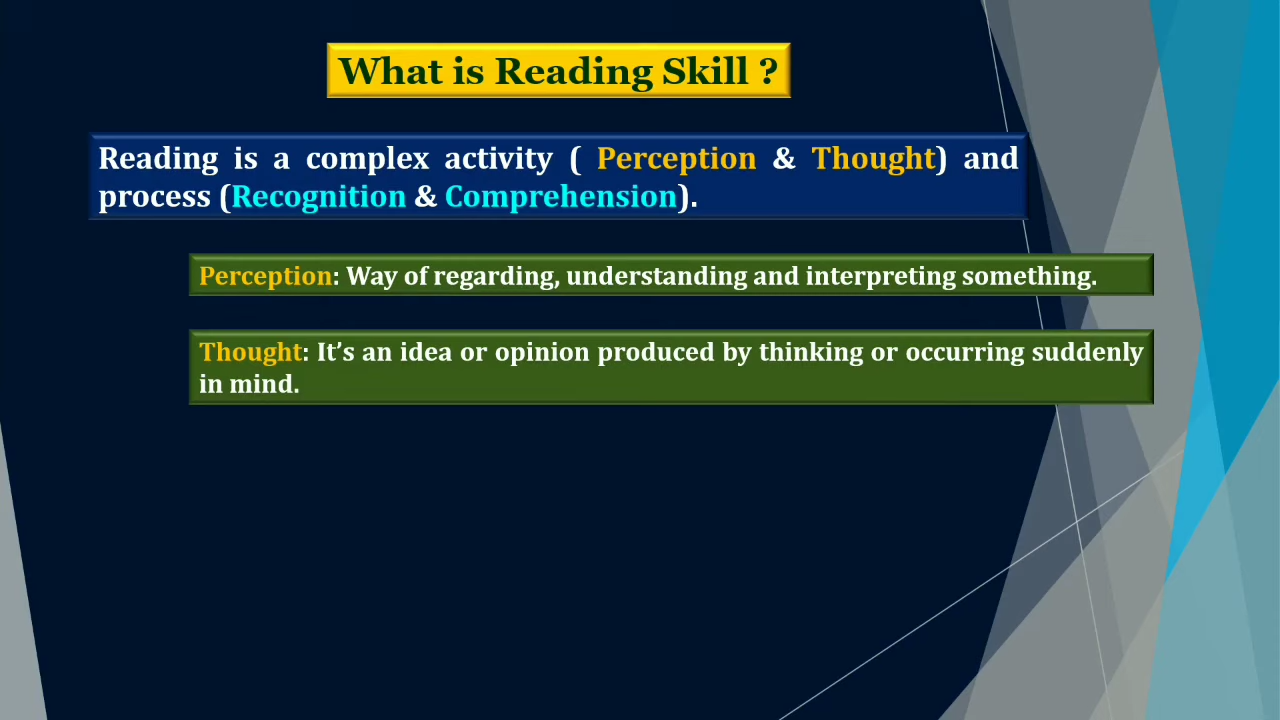 What is Reading Skill ?
Reading is a complex activity ( Perception & Thought) and
process (Recognition & Comprehension).
Perception: Way of regarding, understanding and interpreting something.
Thought: It’s an idea or opinion produced by thinking or occurring suddenly
in mind.